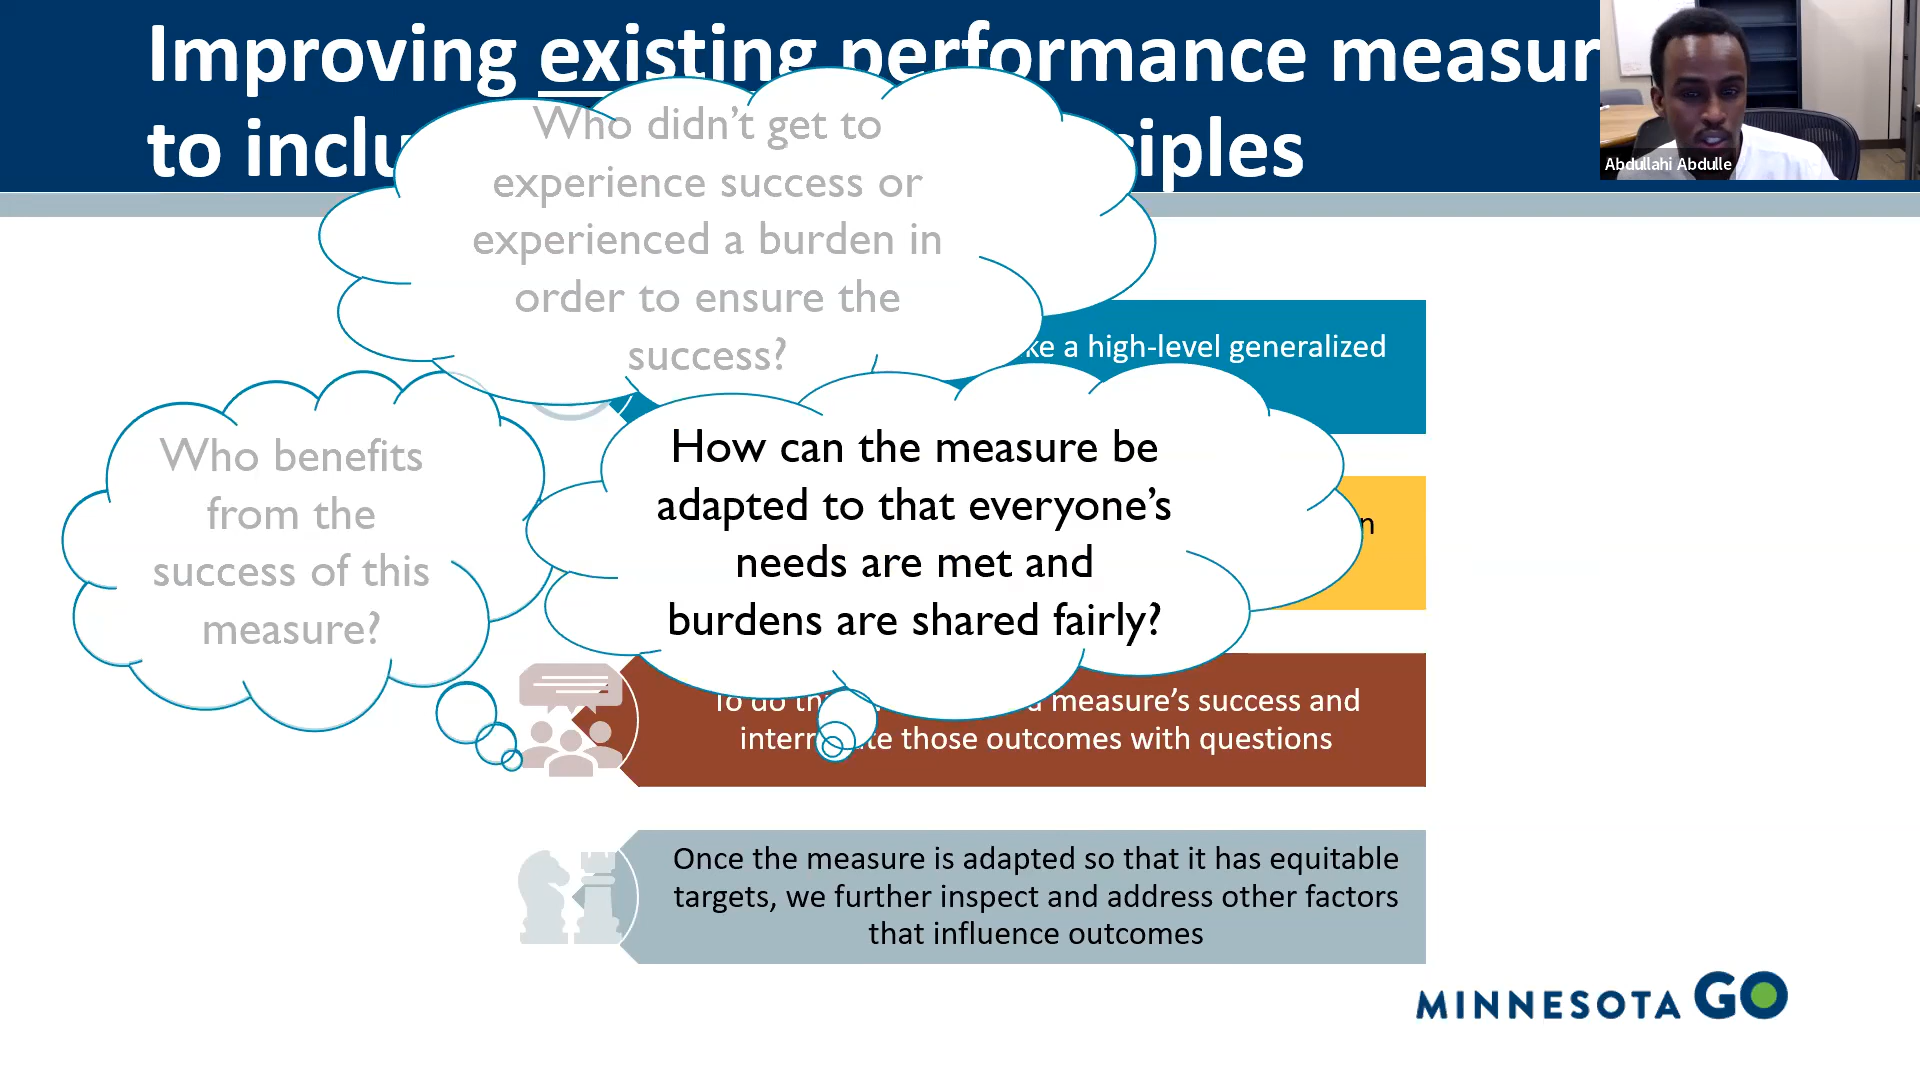 Improving existing performance measur
to inclu
iples
Abdullahi Abdulle
Who didn’t get to
experience success or
experienced a burden in
order to ensure the
success?
a high-level generalized
Who benefits
from the
success of this
measure?
How can the measure be
adapted to that everyone’s
needs are met and
burdens are shared fairly?
To do measure’s success and
those outcomes with questions
Once the measure is adapted so that it has equitable
targets, we further inspect and address other factors
that influence outcomes
MINNESOTA GO